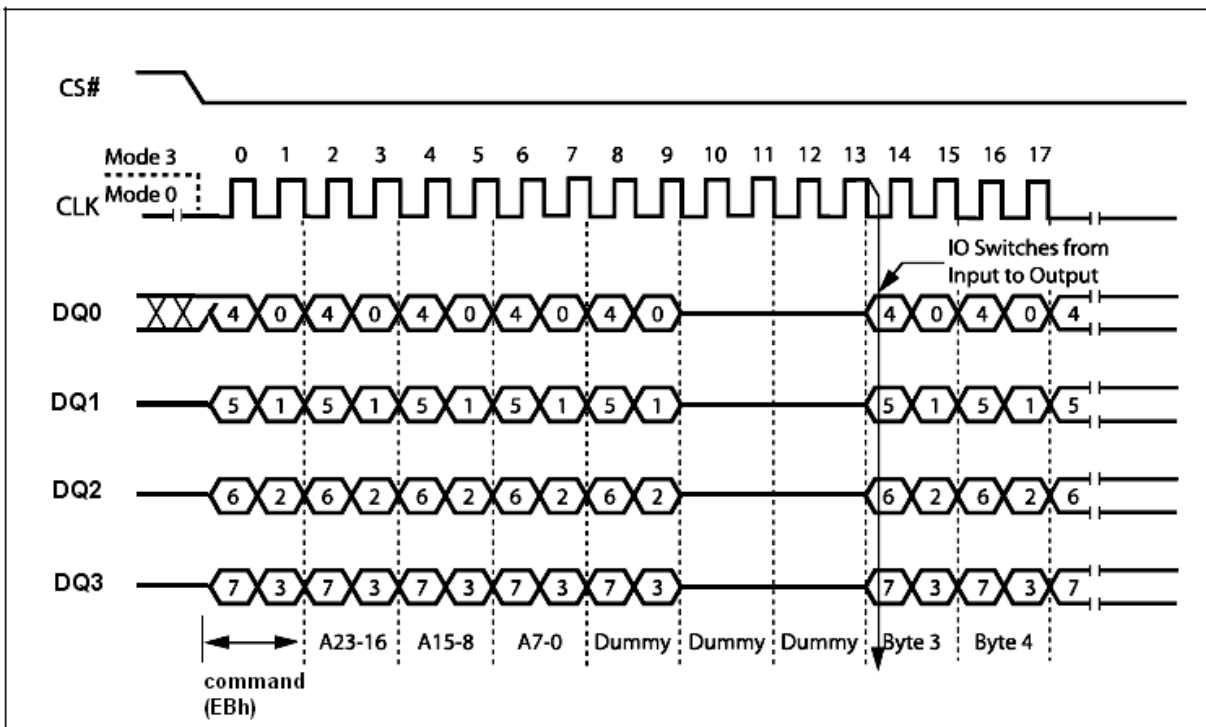 CS#
Mode 3
0 1 2 3 4 5 6 7 8 9 10 11 12 13 14 15 16 17
Mode 0
CLK
IO Switches from
Input to Output
DQ0 4 0 4 0 4 0 4 0 4 0 4 0 4 0 4
DQ1 5 1 5 1 5 1 5 1 5 1 5 1 5 1 5
DQ2 6 2 6 2 6 2 6 2 6 2 6 2 6 2 6
DQ3 7 3 7 3 7 3 7 3 7 3 7 3 7 3 7
A23-16 A15-8 A7-0 Dummy Dummy Dummy Byte 3 Byte 4
command
(EBh)